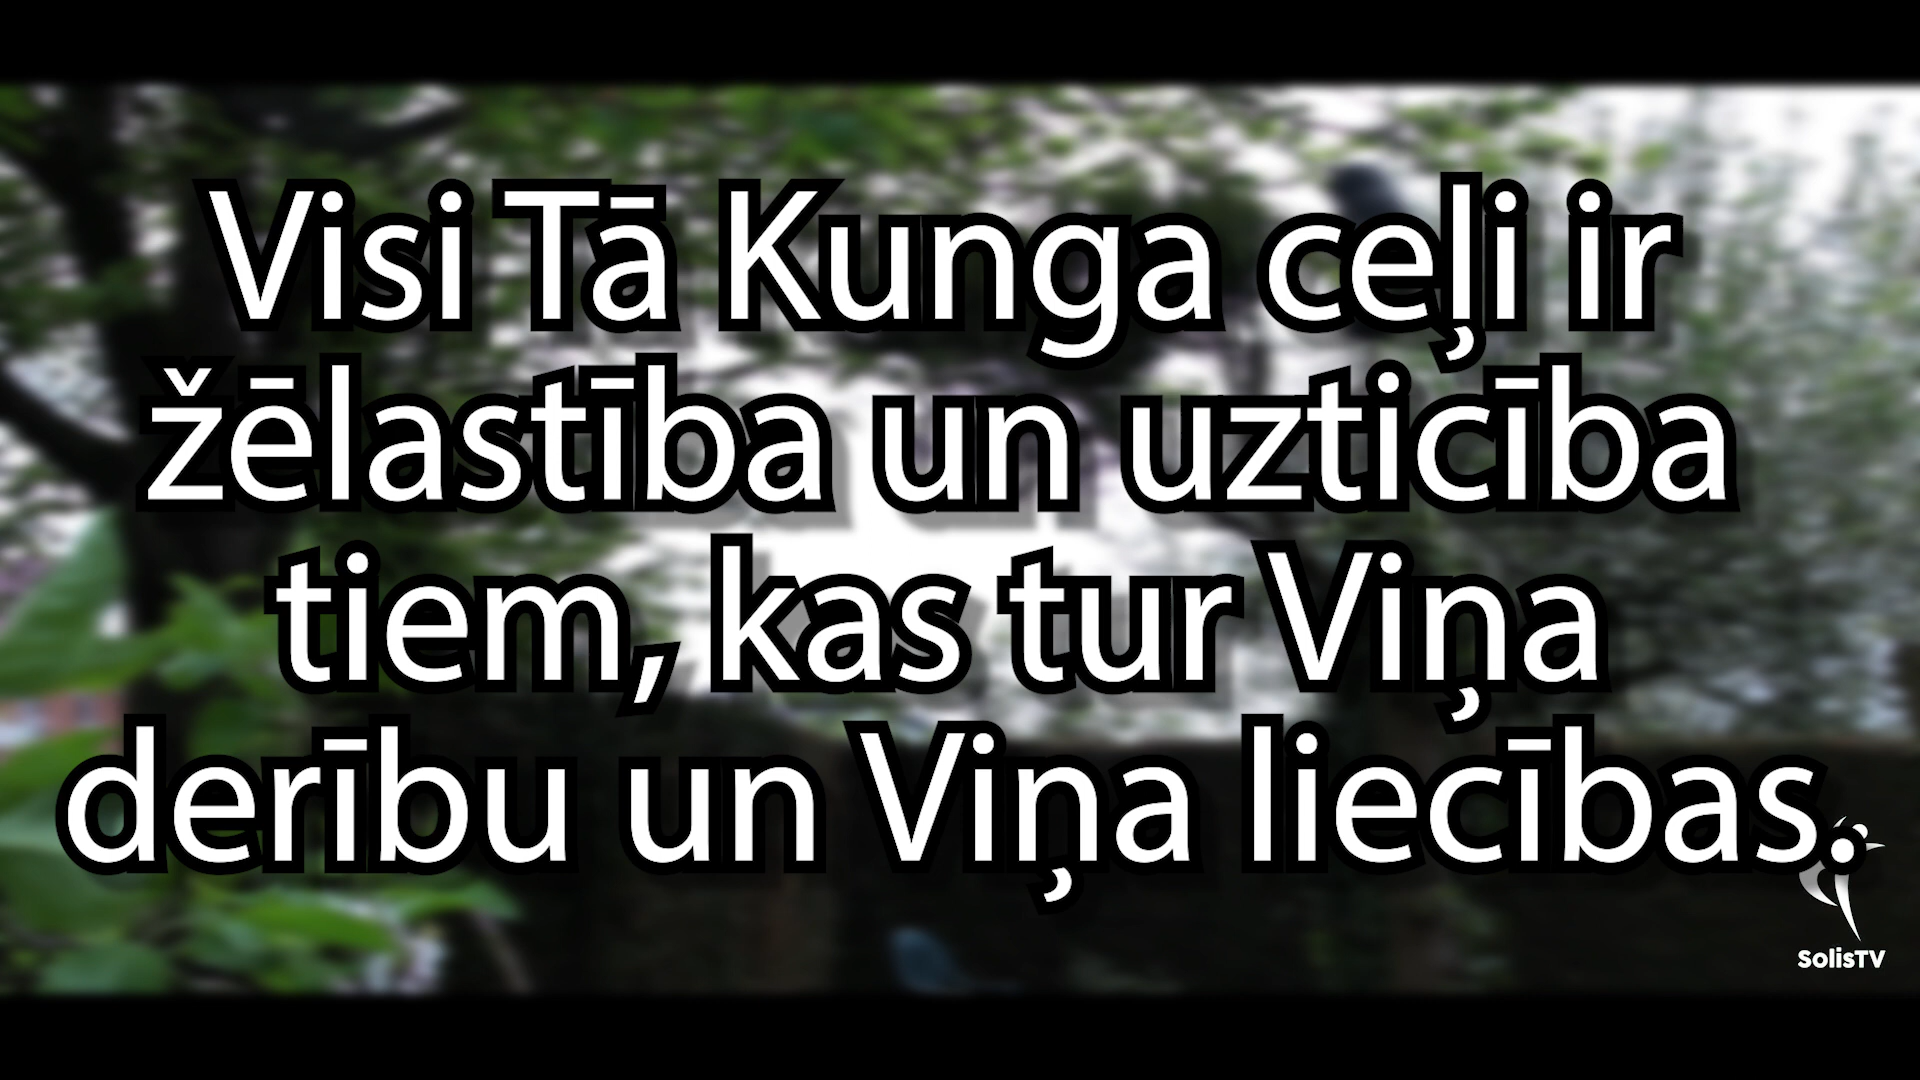 Visi Tā Kunga ceļi ir
žēlastība un uzticība
tiem, kas tur Viņa
derību un Viņa liecības.
SolisTV